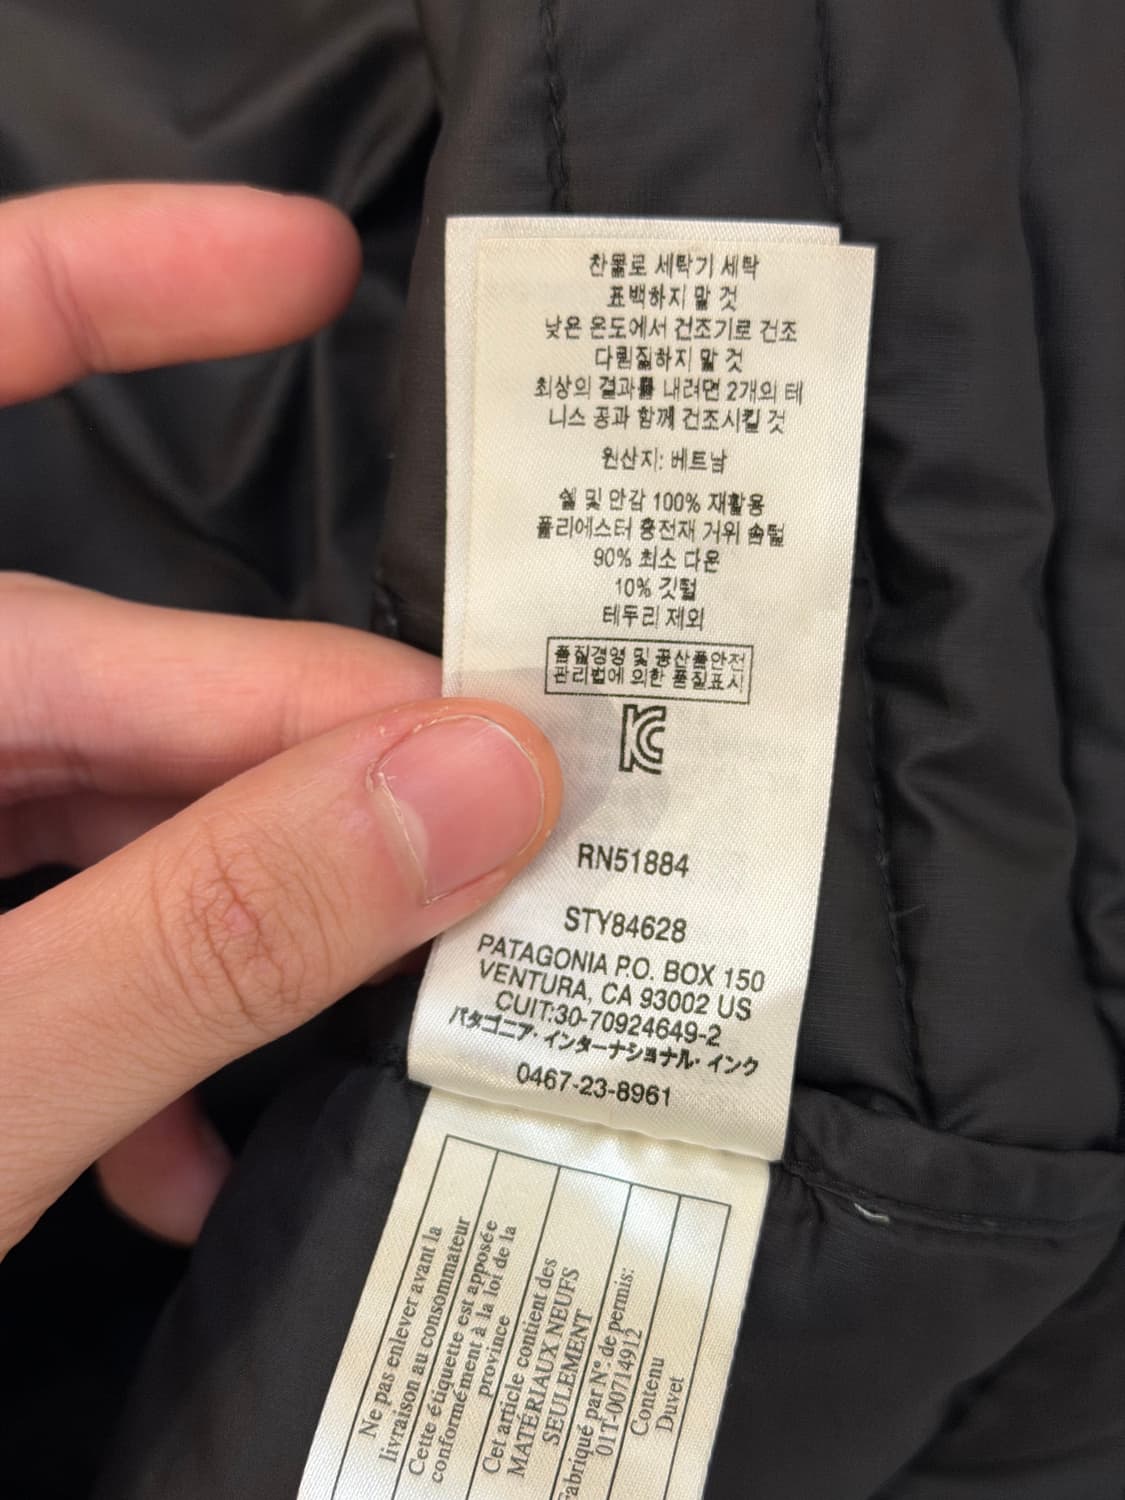 찬물로 세탁기 세탁
표백하지 말 것
낮은 온도에서 건조기로 건조
다림질하지 말 것
최상의 결과를 내려면 2개의 테
니스 공과 함께 건조시킬 것
원산지: 베트남
쉘 및 안감 100% 재활용
폴리에스터 충전재 거위 솜털
90% 최소 다운
10% 깃털
테두리 제외
품질경영 및 공산품안전
관리법에 의한 품질표시
KC
RN51884
STY84628
PATAGONIA P.O. BOX 150
VENTURA, CA 93002 US
CUIT:30-70924649-2
パタゴニア・インターナショナル・インク
0467-23-8961
Ne pas enlever avant la
livraison au consommateur
Cette étiquette est apposée
conformément à la loi de la
province
Cet article contient des
MATÉRIAUX NEUFS
SEULEMENT
Fabriqué par N°. de permis:
01T-00714912
Contenu
Duvet